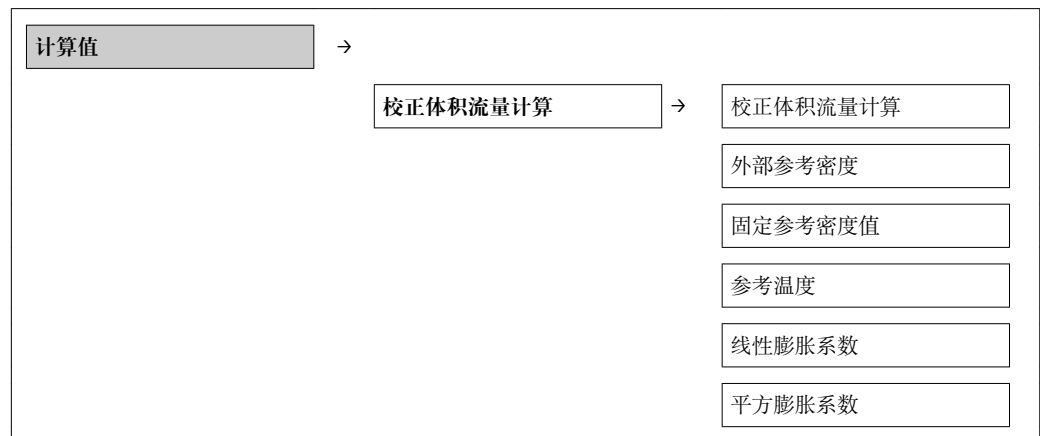 计算值 →
校正体积流量计算 → 校正体积流量计算
外部参考密度
固定参考密度值
参考温度
线性膨胀系数
平方膨胀系数